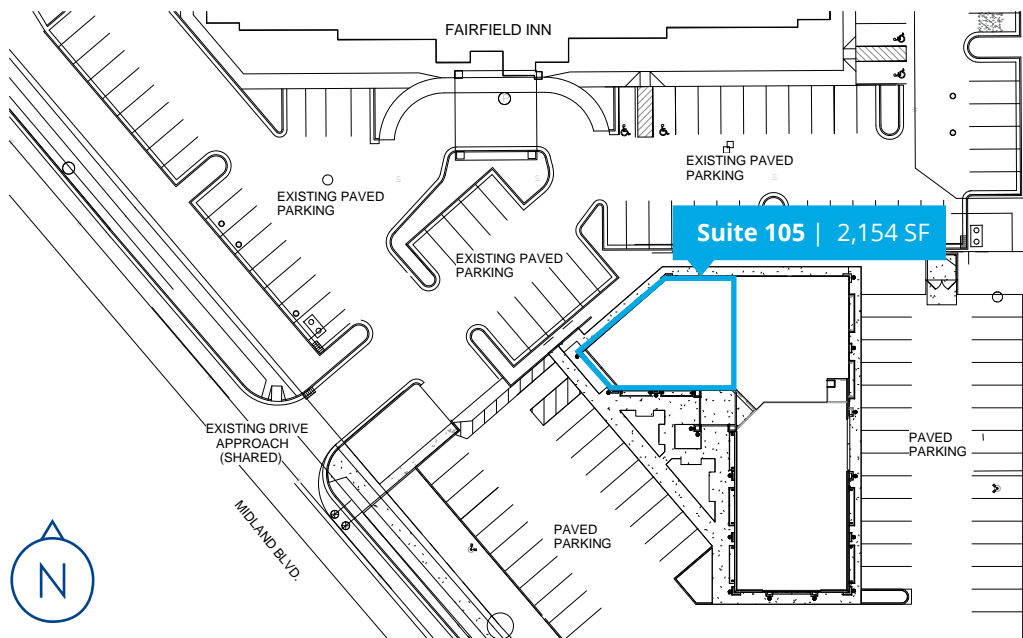 FAIRFIELD INN
EXISTING PAVED
PARKING
EXISTING PAVED
PARKING
Suite 105 | 2,154 SF
EXISTING PAVED
PARKING
EXISTING DRIVE
APPROACH
(SHARED)
PAVED
PARKING
MIDLAND BLVD.
PAVED
PARKING
N